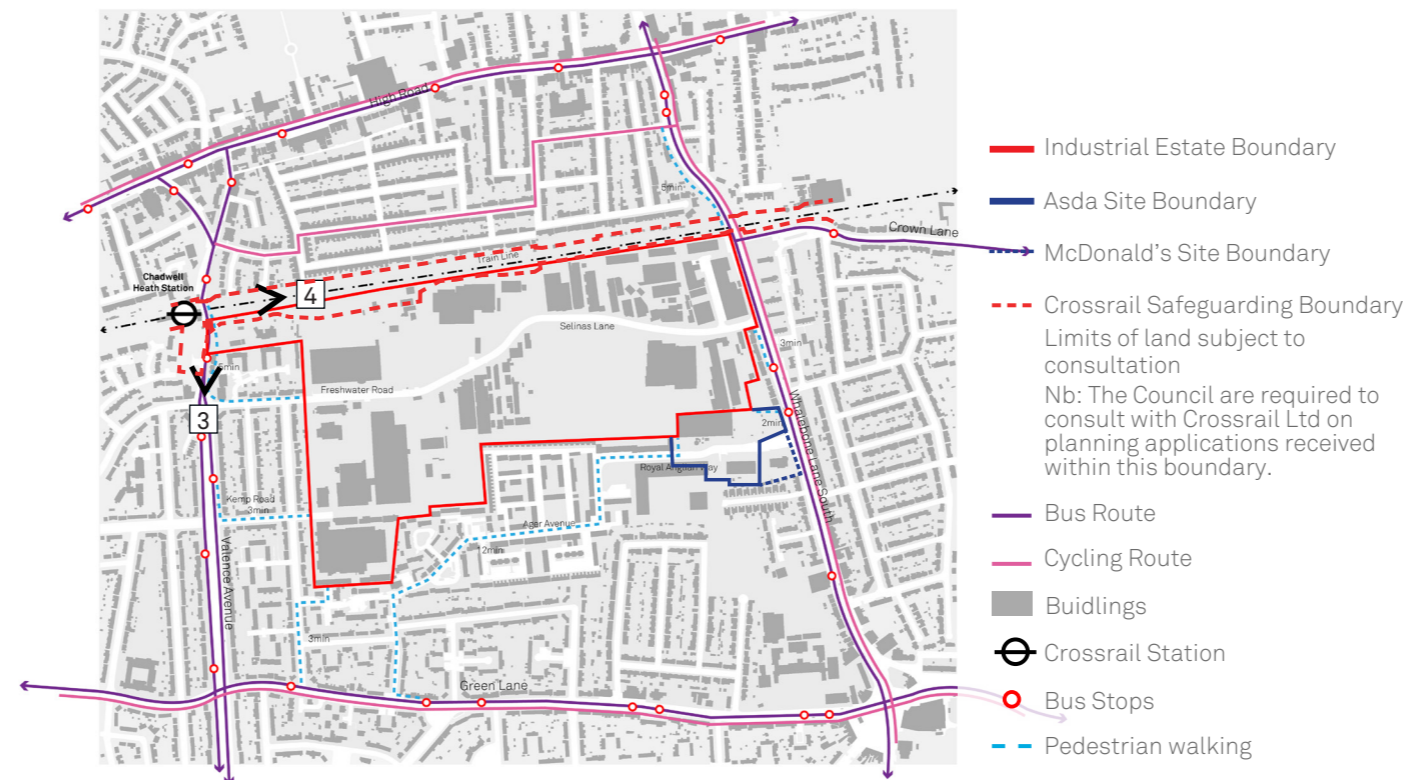 High Road
5min
Crown Lane
Train Line
Chadwell
Heath Station
4
Selinas Lane
3min
Freshwater Road
3
Whalebone Lane South
2min
Royal Anglian Way
Kemp Road
3min
Ager Avenue
12min
Valence Avenue
3min
Green Lane
Industrial Estate Boundary
Asda Site Boundary
McDonald's Site Boundary
Crossrail Safeguarding Boundary
Limits of land subject to
consultation
Nb: The Council are required to
consult with Crossrail Ltd on
planning applications received
within this boundary.
Bus Route
Cycling Route
Buidlings
Crossrail Station
Bus Stops
Pedestrian walking